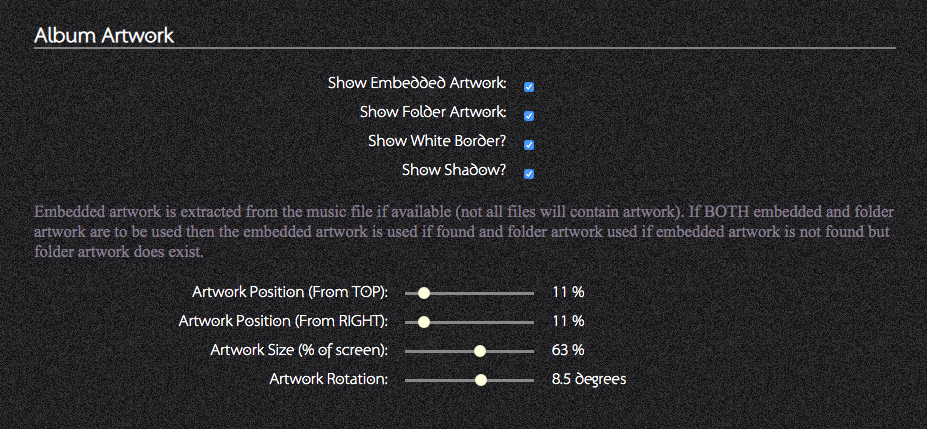 Album Artwork
Show Embedded Artwork:
Show Folder Artwork:
Show White Border?
Show Shadow?
Embedded artwork is extracted from the music file if available (not all files will contain artwork). If BOTH embedded and folder
artwork are to be used then the embedded artwork is used if found and folder artwork used if embedded artwork is not found but
folder artwork does exist.
Artwork Position (From TOP): 11 %
Artwork Position (From RIGHT): 11 %
Artwork Size (% of screen): 63 %
Artwork Rotation: 8.5 degrees